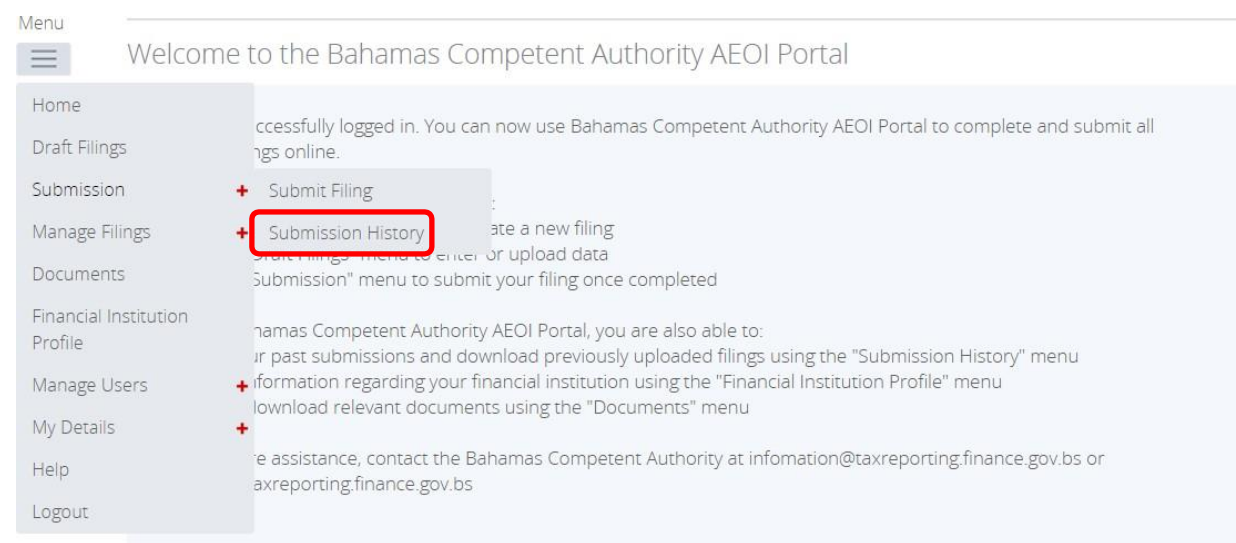 Menu
Welcome to the Bahamas Competent Authority AEOI Portal
Home
Draft Filings
Submission
Manage Filings
Documents
Financial Institution
Profile
Manage Users
My Details
Help
Logout
Submit Filing
Submission History
ccessfully logged in. You can now use Bahamas Competent Authority AEOI Portal to complete and submit all
ngs online.
:
ate a new filing
"Draft Filings" menu to enter or upload data
Submission" menu to submit your filing once completed
hamas Competent Authority AEOI Portal, you are also able to:
ur past submissions and download previously uploaded filings using the "Submission History" menu
nformation regarding your financial institution using the "Financial Institution Profile" menu
download relevant documents using the "Documents" menu
re assistance, contact the Bahamas Competent Authority at infomation@taxreporting.finance.gov.bs or
axreporting.finance.gov.bs